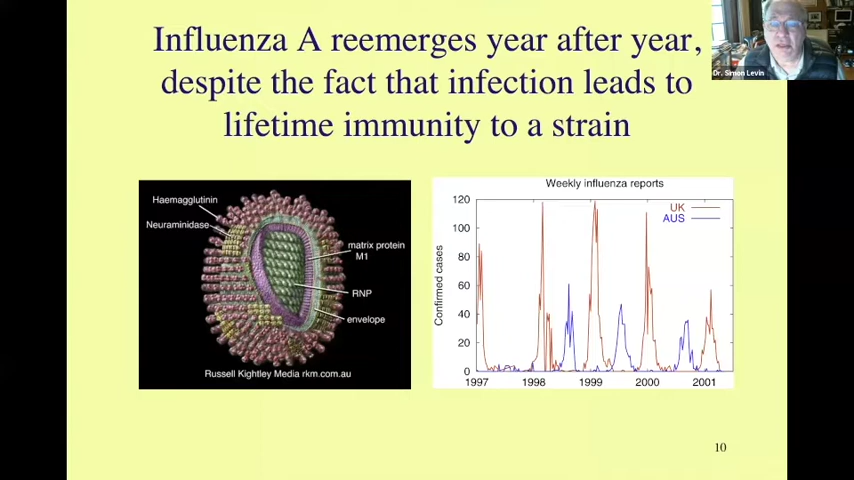 Influenza A reemerges year after year,
despite the fact that infection leads to
lifetime immunity to a strain
Dr. Simon Levin
Haemagglutinin
Neuraminidase
matrix protein
M1
RNP
envelope
Russell Kightley Media rkm.com.au
Weekly influenza reports
UK
AUS
Confirmed cases
120
100
80
60
40
20
0
1997 1998 1999 2000 2001
10